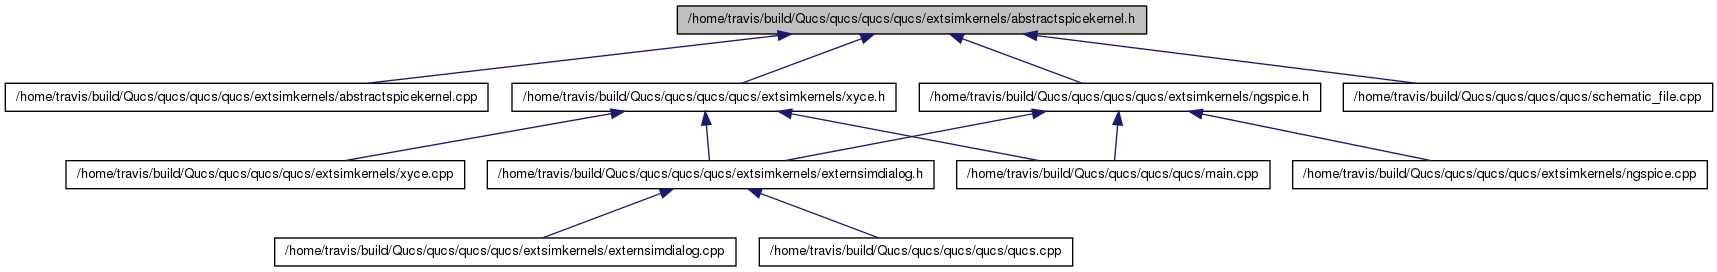 /home/travis/build/Qucs/qucs/qucs/qucs/extsimkernels/abstractspicekernel.h
/home/travis/build/Qucs/qucs/qucs/qucs/extsimkernels/abstractspicekernel.cpp
/home/travis/build/Qucs/qucs/qucs/qucs/extsimkernels/xyce.h
/home/travis/build/Qucs/qucs/qucs/qucs/extsimkernels/ngspice.h
/home/travis/build/Qucs/qucs/qucs/qucs/schematic_file.cpp
/home/travis/build/Qucs/qucs/qucs/qucs/extsimkernels/xyce.cpp
/home/travis/build/Qucs/qucs/qucs/qucs/extsimkernels/externsimdialog.h
/home/travis/build/Qucs/qucs/qucs/qucs/main.cpp
/home/travis/build/Qucs/qucs/qucs/qucs/extsimkernels/ngspice.cpp
/home/travis/build/Qucs/qucs/qucs/qucs/extsimkernels/externsimdialog.cpp
/home/travis/build/Qucs/qucs/qucs/qucs/qucs.cpp